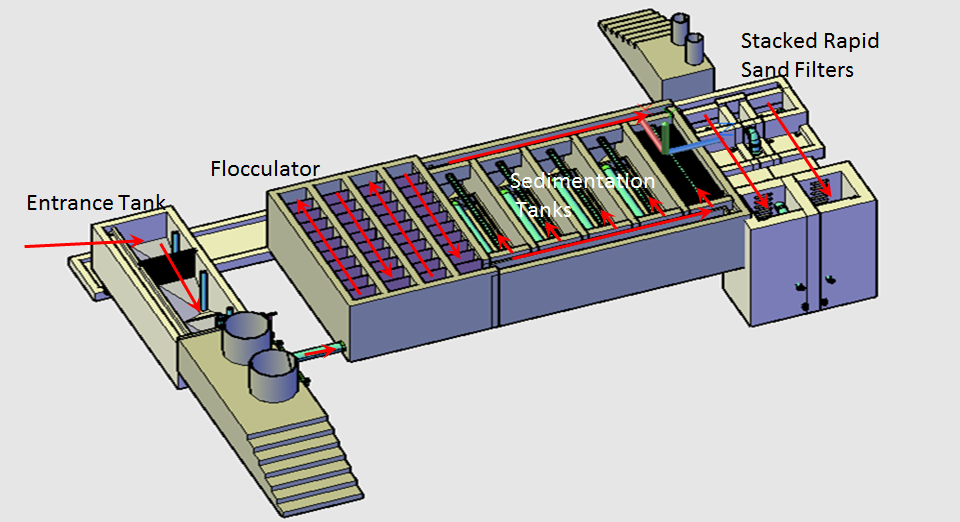 Stacked Rapid
Sand Filters
Flocculator
Sedimentation
Tanks
Entrance Tank